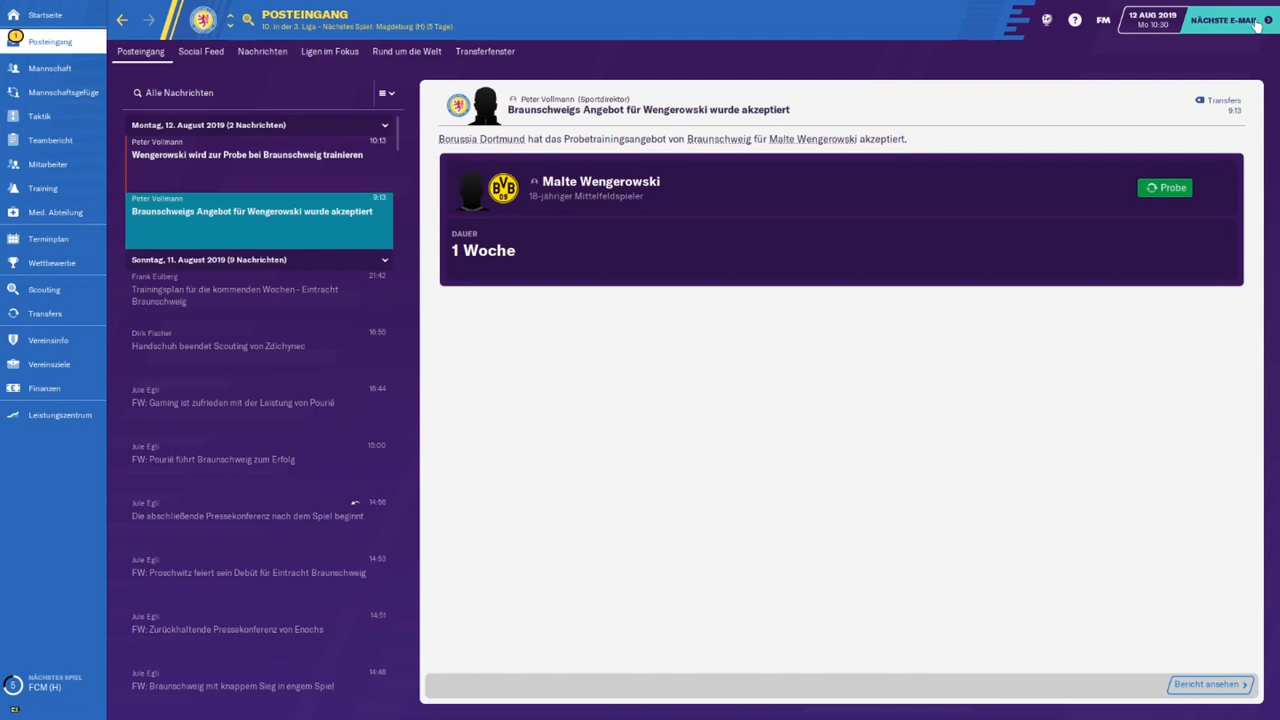 Startseite
1
Posteingang
Mannschaft
Mannschaftsgefüge
Taktik
Teambericht
Mitarbeiter
Training
Med. Abteilung
Terminplan
Wettbewerbe
Scouting
Transfers
Vereinsinfo
Vereinsziele
Finanzen
Leistungszentrum
5
NÄCHSTES SPIEL
FCM (H)
POSTEINGANG
10. in der 3. Liga - Nächstes Spiel: Magdeburg (H) (5 Tage)
?
FM
12 AUG 2019
Mo 10:30
NÄCHSTE E-MAIL
Posteingang
Social Feed
Nachrichten
Ligen im Fokus
Rund um die Welt
Transferfenster
Alle Nachrichten
Montag, 12. August 2019 (2 Nachrichten)
Peter Vollmann 10:13
Wengerowski wird zur Probe bei Braunschweig trainieren
Peter Vollmann 9:13
Braunschweigs Angebot für Wengerowski wurde akzeptiert
Sonntag, 11. August 2019 (9 Nachrichten)
Frank Eulberg 21:42
Trainingsplan für die kommenden Wochen - Eintracht
Braunschweig
Dirk Fischer 16:55
Handschuh beendet Scouting von Zdichynec
Jule Egli 16:44
FW: Gaming ist zufrieden mit der Leistung von Pourié
Jule Egli 15:00
FW: Pourié führt Braunschweig zum Erfolg
Jule Egli 14:56
Die abschließende Pressekonferenz nach dem Spiel beginnt
Jule Egli 14:53
FW: Proschwitz feiert sein Debüt für Eintracht Braunschweig
Jule Egli 14:51
FW: Zurückhaltende Pressekonferenz von Enochs
Jule Egli 14:48
FW: Braunschweig mit knappem Sieg in engem Spiel
Peter Vollmann (Sportdirektor)
Braunschweigs Angebot für Wengerowski wurde akzeptiert
Transfers
9:13
Borussia Dortmund hat das Probetrainingsangebot von Braunschweig für Malte Wengerowski akzeptiert.
BVB
09
Malte Wengerowski
18-jähriger Mittelfeldspieler
Probe
DAUER
1 Woche
Bericht ansehen